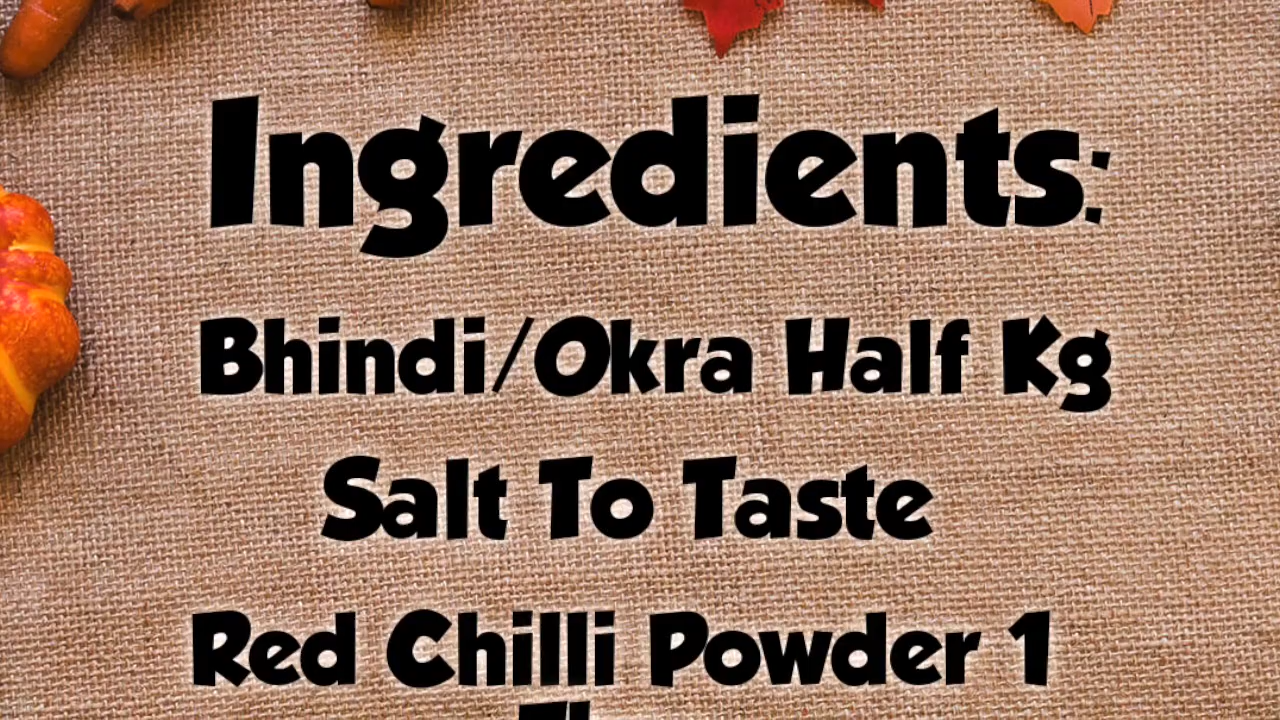 Ingredients:
Bhindi/Okra Half Kg
Salt To Taste
Red Chilli Powder 1